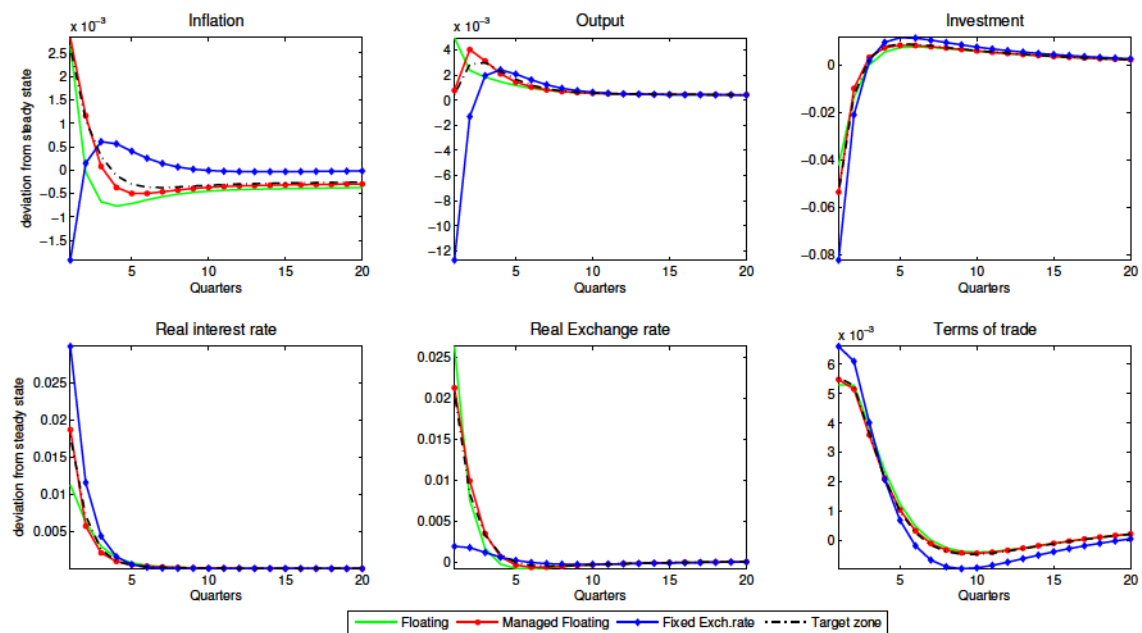 Inflation
x 10⁻³
2.5
2
1.5
1
0.5
0
−0.5
−1
−1.5
deviation from steady state
5 10 15 20
Quarters
Output
x 10⁻³
4
2
0
−2
−4
−6
−8
−10
−12
5 10 15 20
Quarters
Investment
0
−0.02
−0.04
−0.06
−0.08
5 10 15 20
Quarters
Real interest rate
0.025
0.02
0.015
0.01
0.005
deviation from steady state
5 10 15 20
Quarters
Real Exchange rate
0.025
0.02
0.015
0.01
0.005
0
5 10 15 20
Quarters
Terms of trade
x 10⁻³
6
5
4
3
2
1
0
5 10 15 20
Quarters
Floating Managed Floating Fixed Exch.rate Target zone